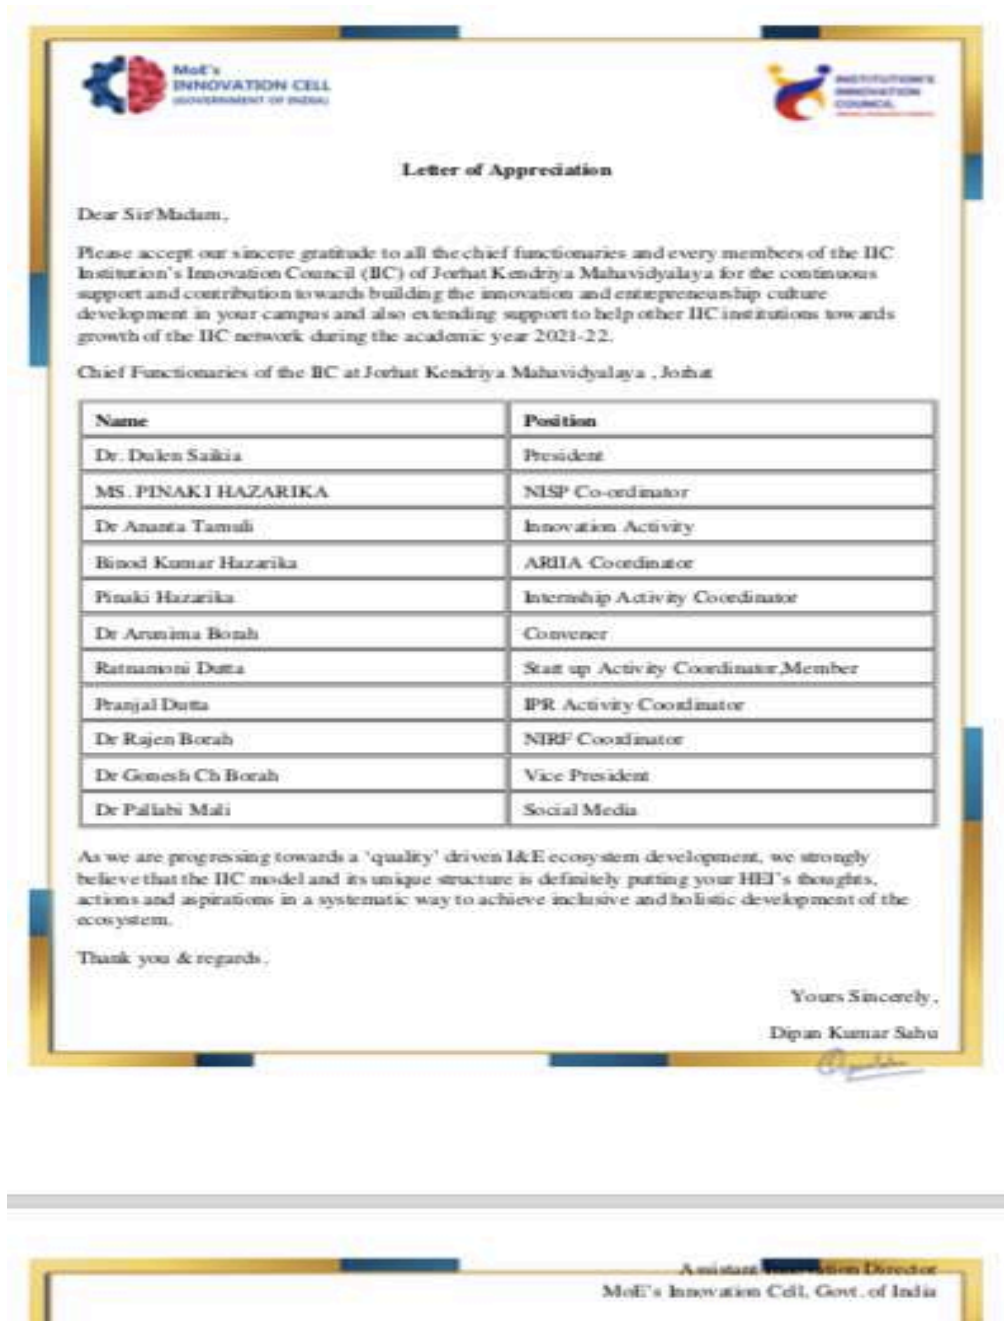 MoE's
INNOVATION CELL
(GOVERNMENT OF INDIA)
INSTITUTION'S
INNOVATION
COUNCIL
Letter of Appreciation
Dear Sir/Madam,
Please accept our sincere gratitude to all the chief functionaries and every members of the IIC
Institution's Innovation Council (IIC) of Jorhat Kendriya Mahavidyalaya for the continuous
support and contribution towards building the innovation and entrepreneurship culture
development in your campus and also extending support to help other IIC institutions towards
growth of the IIC network during the academic year 2021-22.
Chief Functionaries of the IIC at Jorhat Kendriya Mahavidyalaya , Jorhat
Name Position
Dr. Dulen Saikia President
MS. PINAKI HAZARIKA NISP Co-ordinator
Dr Ananta Tamuli Innovation Activity
Binod Kumar Hazarika ARIIA Coordinator
Pinaki Hazarika Internship Activity Coordinator
Dr Arunima Borah Convener
Ratnamoni Dutta Start up Activity Coordinator,Member
Pranjal Dutta IPR Activity Coordinator
Dr Rajen Borah NIRF Coordinator
Dr Gonesh Ch Borah Vice President
Dr Pallabi Mali Social Media
As we are progressing towards a 'quality' driven I&E ecosystem development, we strongly
believe that the IIC model and its unique structure is definitely putting your HEI's thoughts,
actions and aspirations in a systematic way to achieve inclusive and holistic development of the
ecosystem.
Thank you & regards.
Yours Sincerely,
Dipan Kumar Sahu
Assistant Innovation Director
MoE's Innovation Cell, Govt. of India